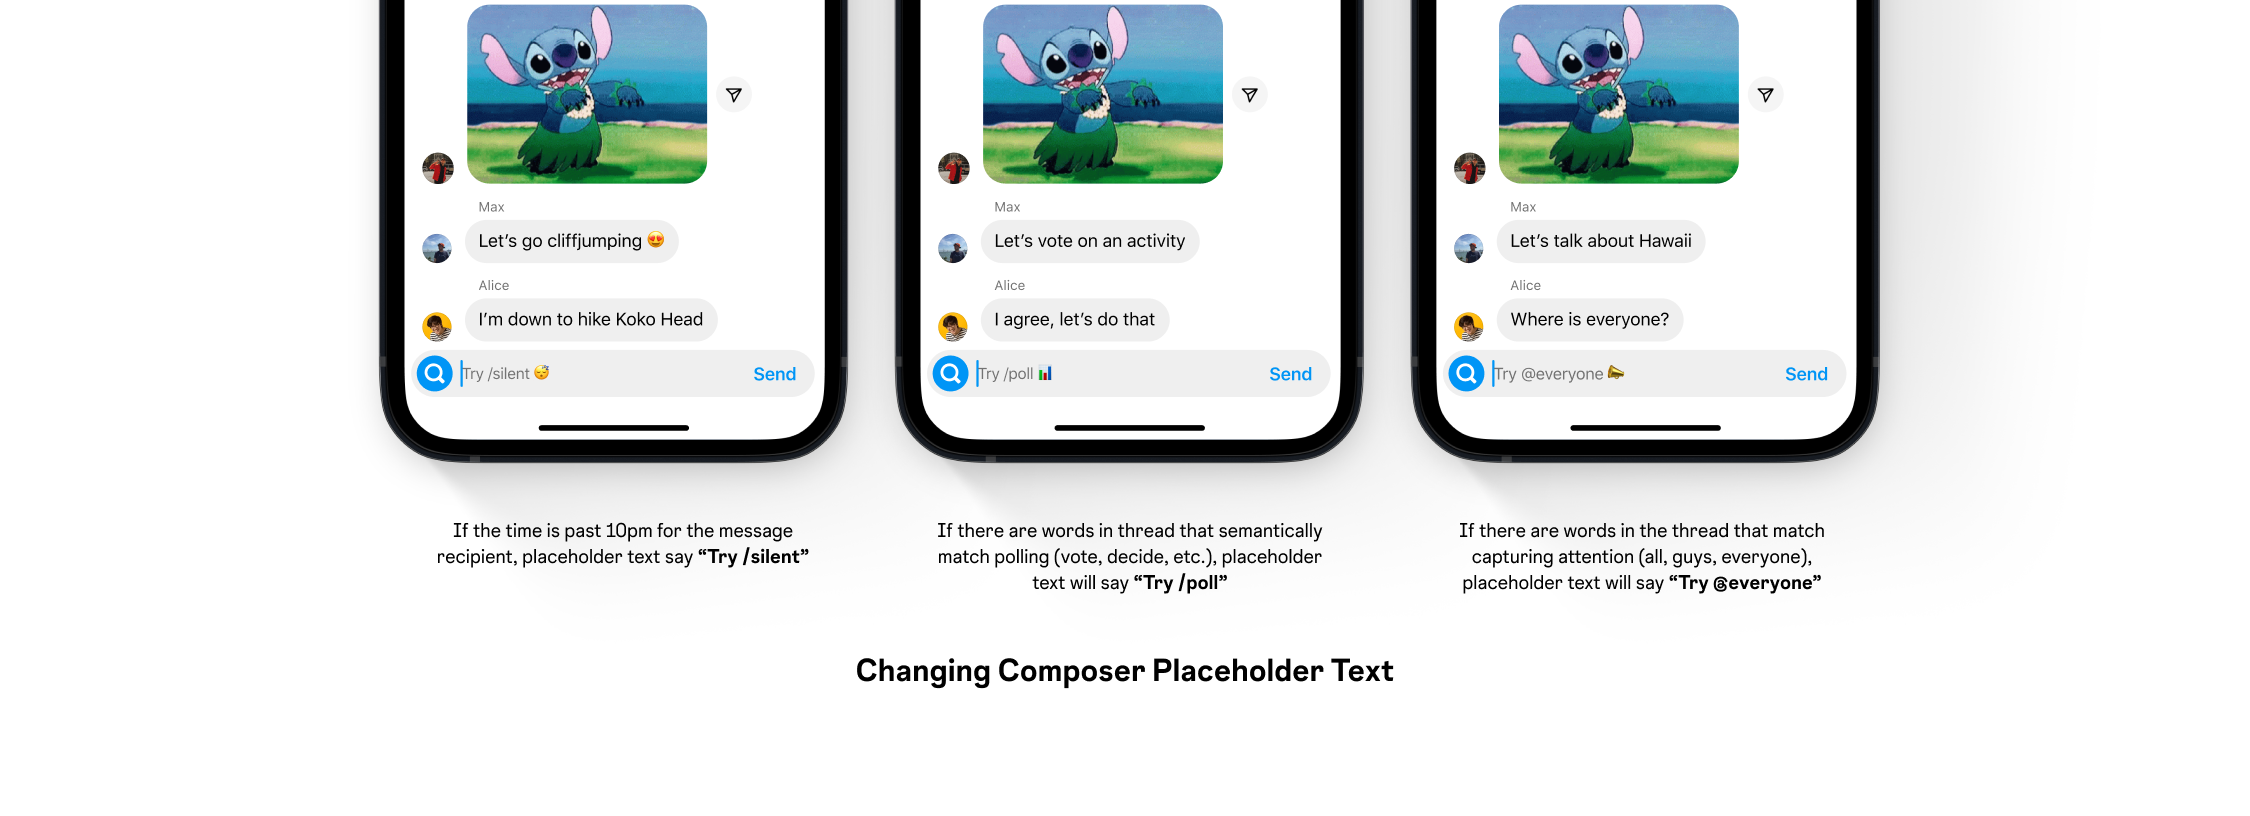 Max
Let's go cliffjumping 😍
Alice
I'm down to hike Koko Head
Try /silent 😴
Send
Max
Let's vote on an activity
Alice
I agree, let's do that
Try /poll 📊
Send
Max
Let's talk about Hawaii
Alice
Where is everyone?
Try @everyone 📣
Send
If the time is past 10pm for the message
recipient, placeholder text say “Try /silent”
If there are words in thread that semantically
match polling (vote, decide, etc.), placeholder
text will say “Try /poll”
If there are words in the thread that match
capturing attention (all, guys, everyone),
placeholder text will say “Try @everyone”
Changing Composer Placeholder Text